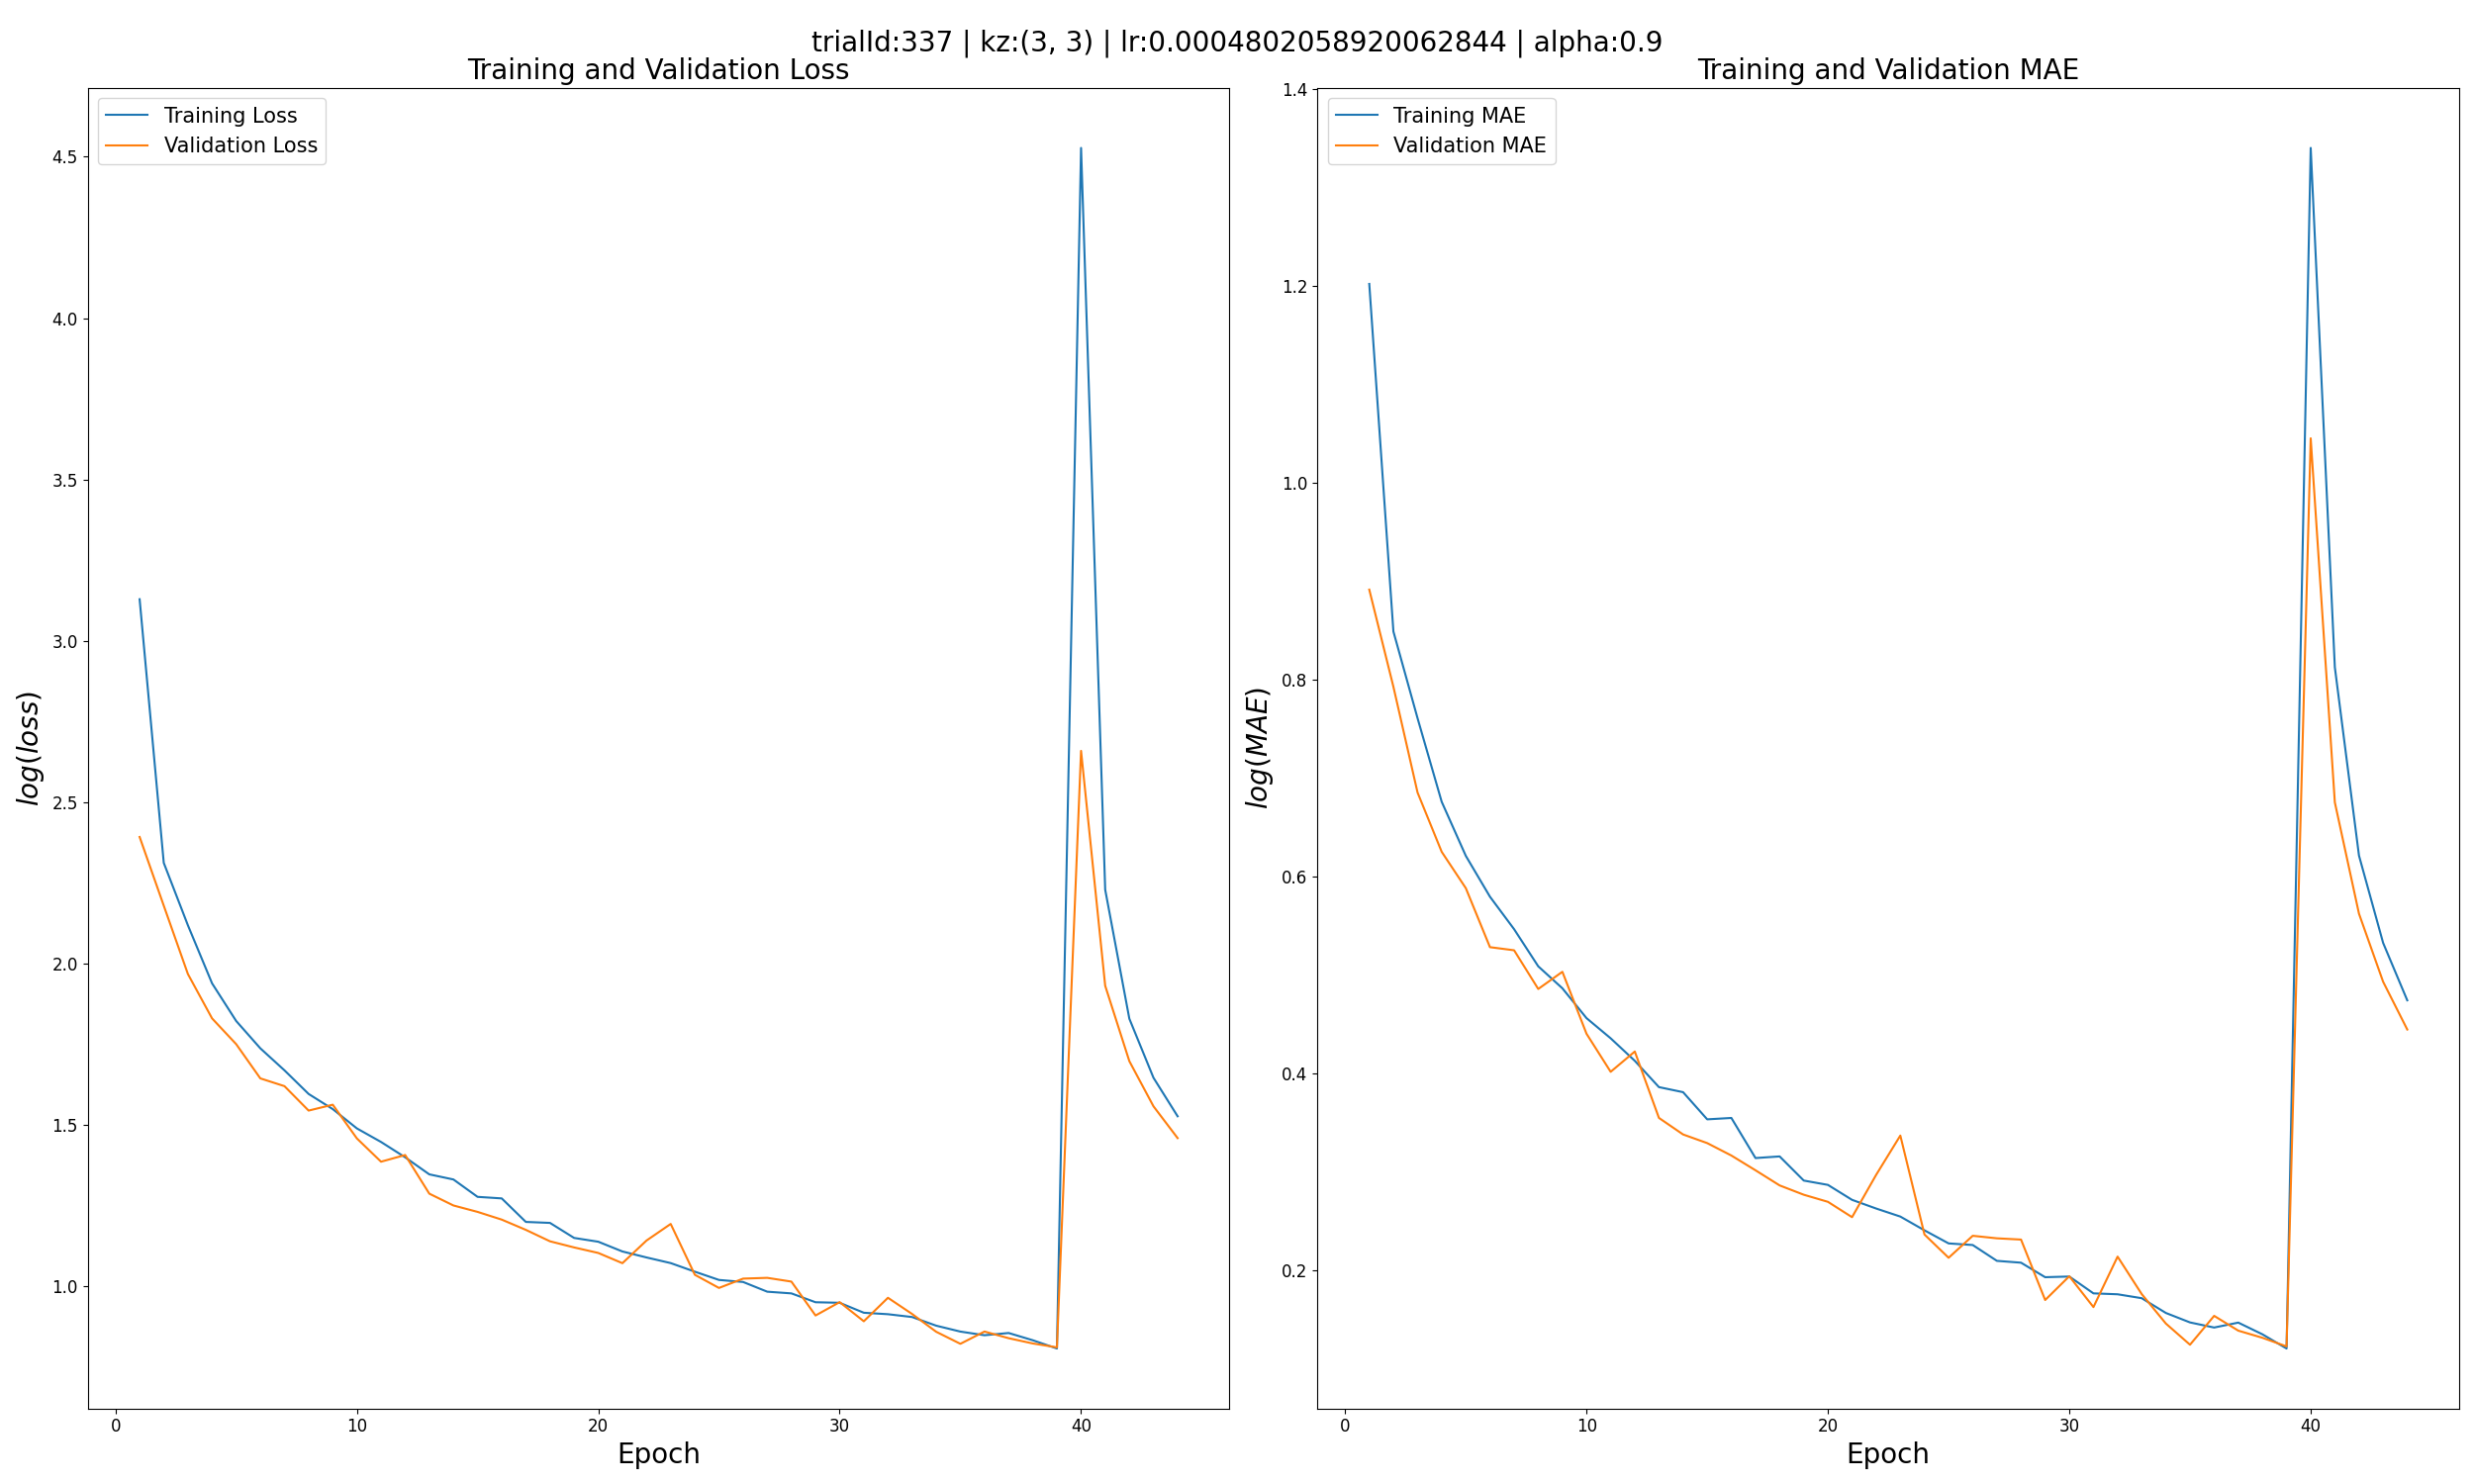 trialId:337 | kz:(3, 3) | lr:0.0004802058920062844 | alpha:0.9
Training and Validation Loss
Training Loss
Validation Loss
4.5
4.0
3.5
3.0
2.5
2.0
1.5
1.0
log(loss)
0 10 20 30 40
Epoch
Training and Validation MAE
Training MAE
Validation MAE
1.4
1.2
1.0
0.8
0.6
0.4
0.2
log(MAE)
0 10 20 30 40
Epoch